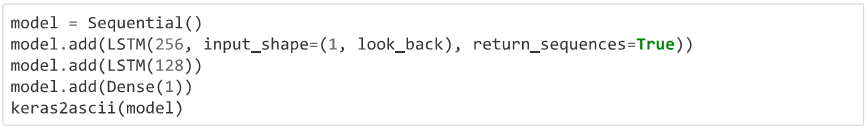 model = Sequential()
model.add(LSTM(256, input_shape=(1, look_back), return_sequences=True))
model.add(LSTM(128))
model.add(Dense(1))
keras2ascii(model)